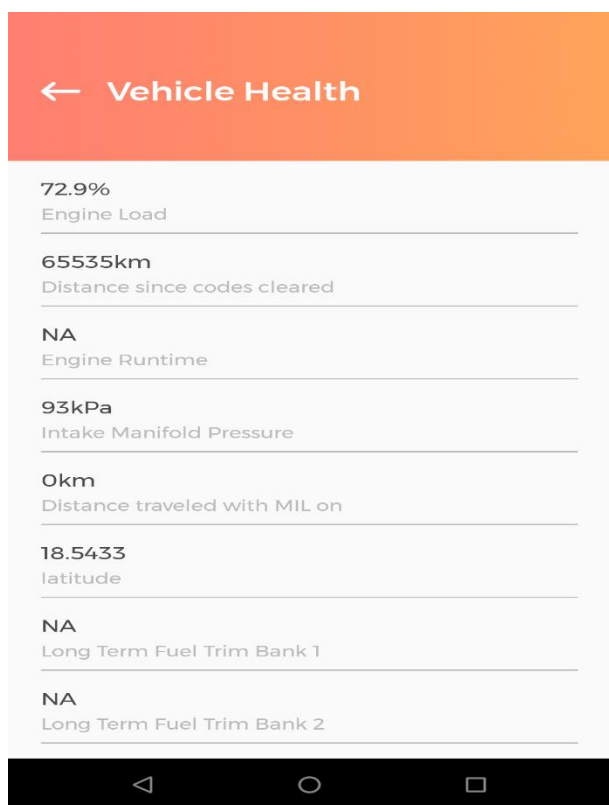 Vehicle Health
72.9%
Engine Load
65535km
Distance since codes cleared
NA
Engine Runtime
93kPa
Intake Manifold Pressure
0km
Distance traveled with MIL on
18.5433
latitude
NA
Long Term Fuel Trim Bank 1
NA
Long Term Fuel Trim Bank 2